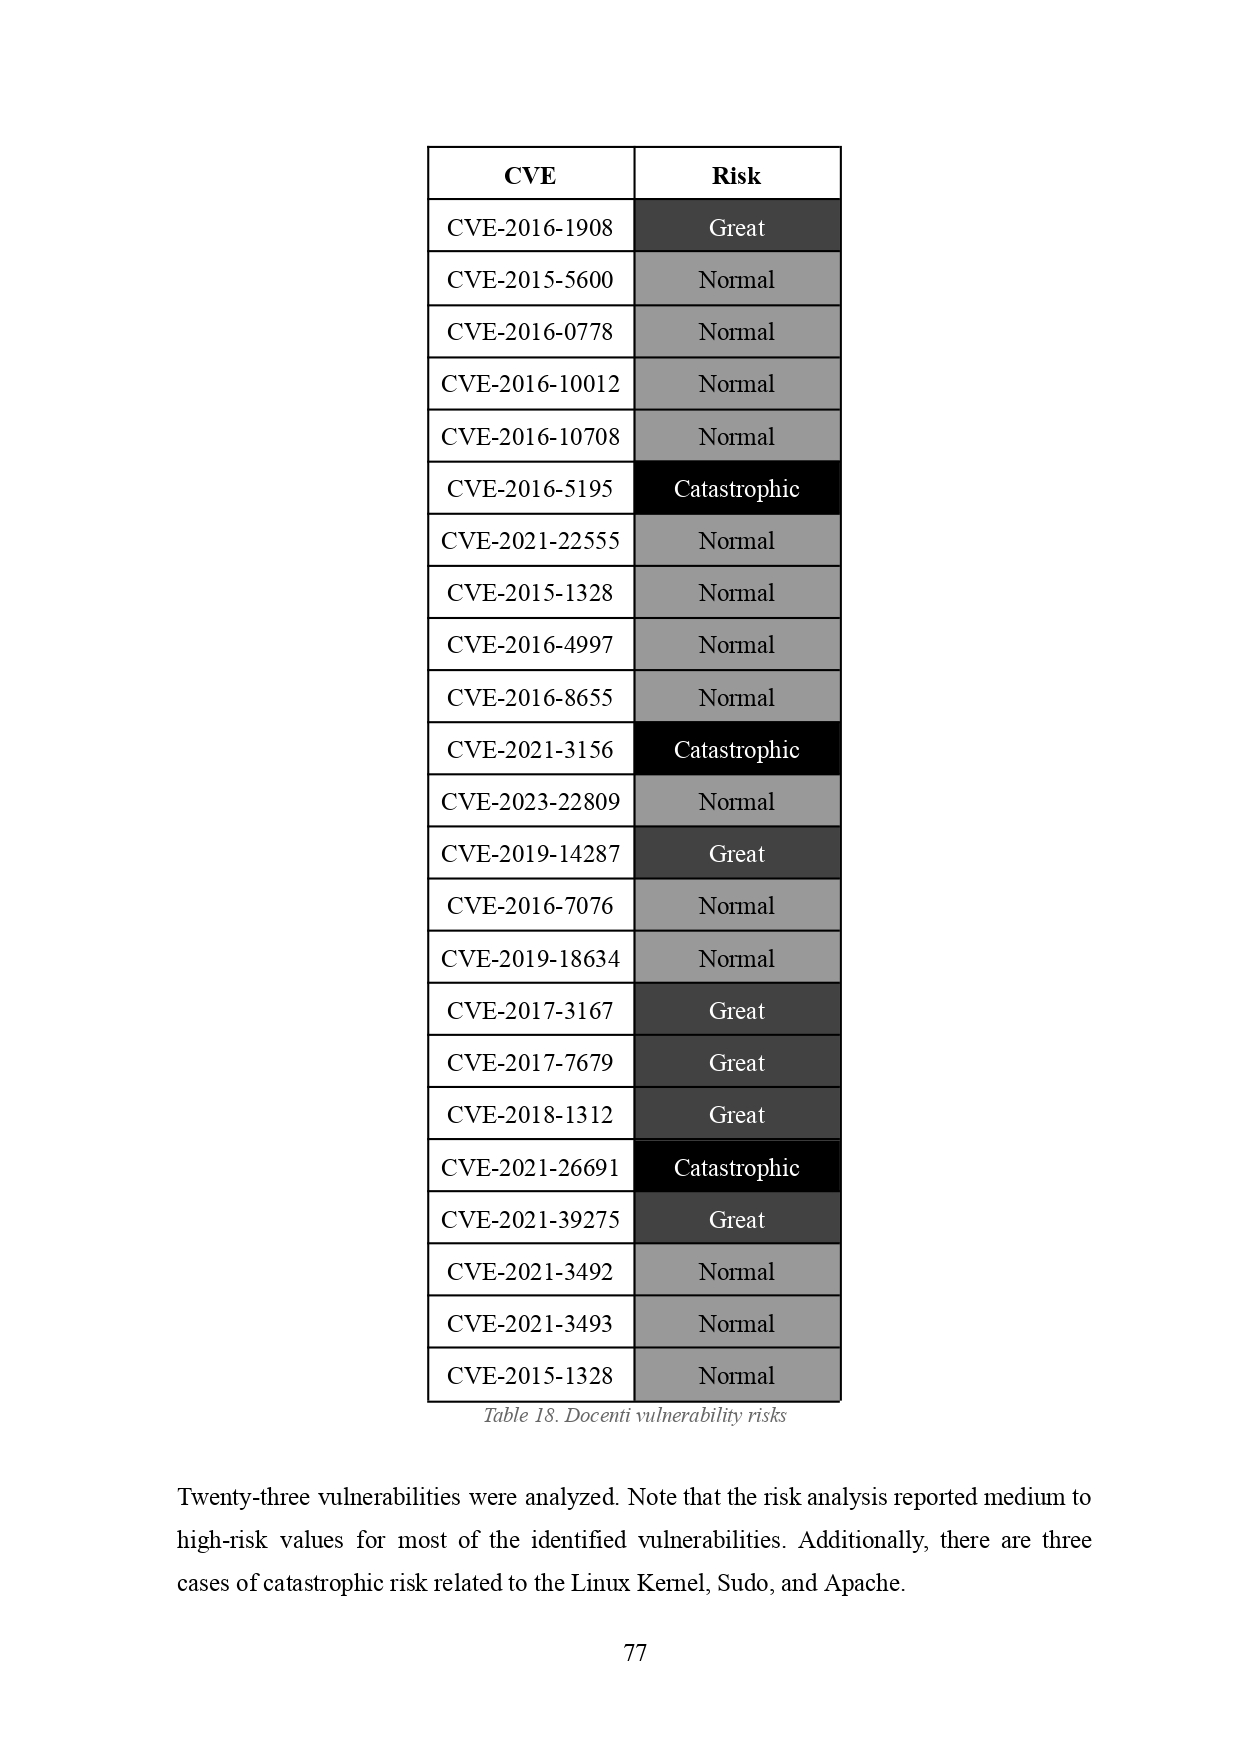 CVE Risk
CVE-2016-1908 Great
CVE-2015-5600 Normal
CVE-2016-0778 Normal
CVE-2016-10012 Normal
CVE-2016-10708 Normal
CVE-2016-5195 Catastrophic
CVE-2021-22555 Normal
CVE-2015-1328 Normal
CVE-2016-4997 Normal
CVE-2016-8655 Normal
CVE-2021-3156 Catastrophic
CVE-2023-22809 Normal
CVE-2019-14287 Great
CVE-2016-7076 Normal
CVE-2019-18634 Normal
CVE-2017-3167 Great
CVE-2017-7679 Great
CVE-2018-1312 Great
CVE-2021-26691 Catastrophic
CVE-2021-39275 Great
CVE-2021-3492 Normal
CVE-2021-3493 Normal
CVE-2015-1328 Normal
Table 18. Docenti vulnerability risks
Twenty-three vulnerabilities were analyzed. Note that the risk analysis reported medium to
high-risk values for most of the identified vulnerabilities. Additionally, there are three
cases of catastrophic risk related to the Linux Kernel, Sudo, and Apache.
77